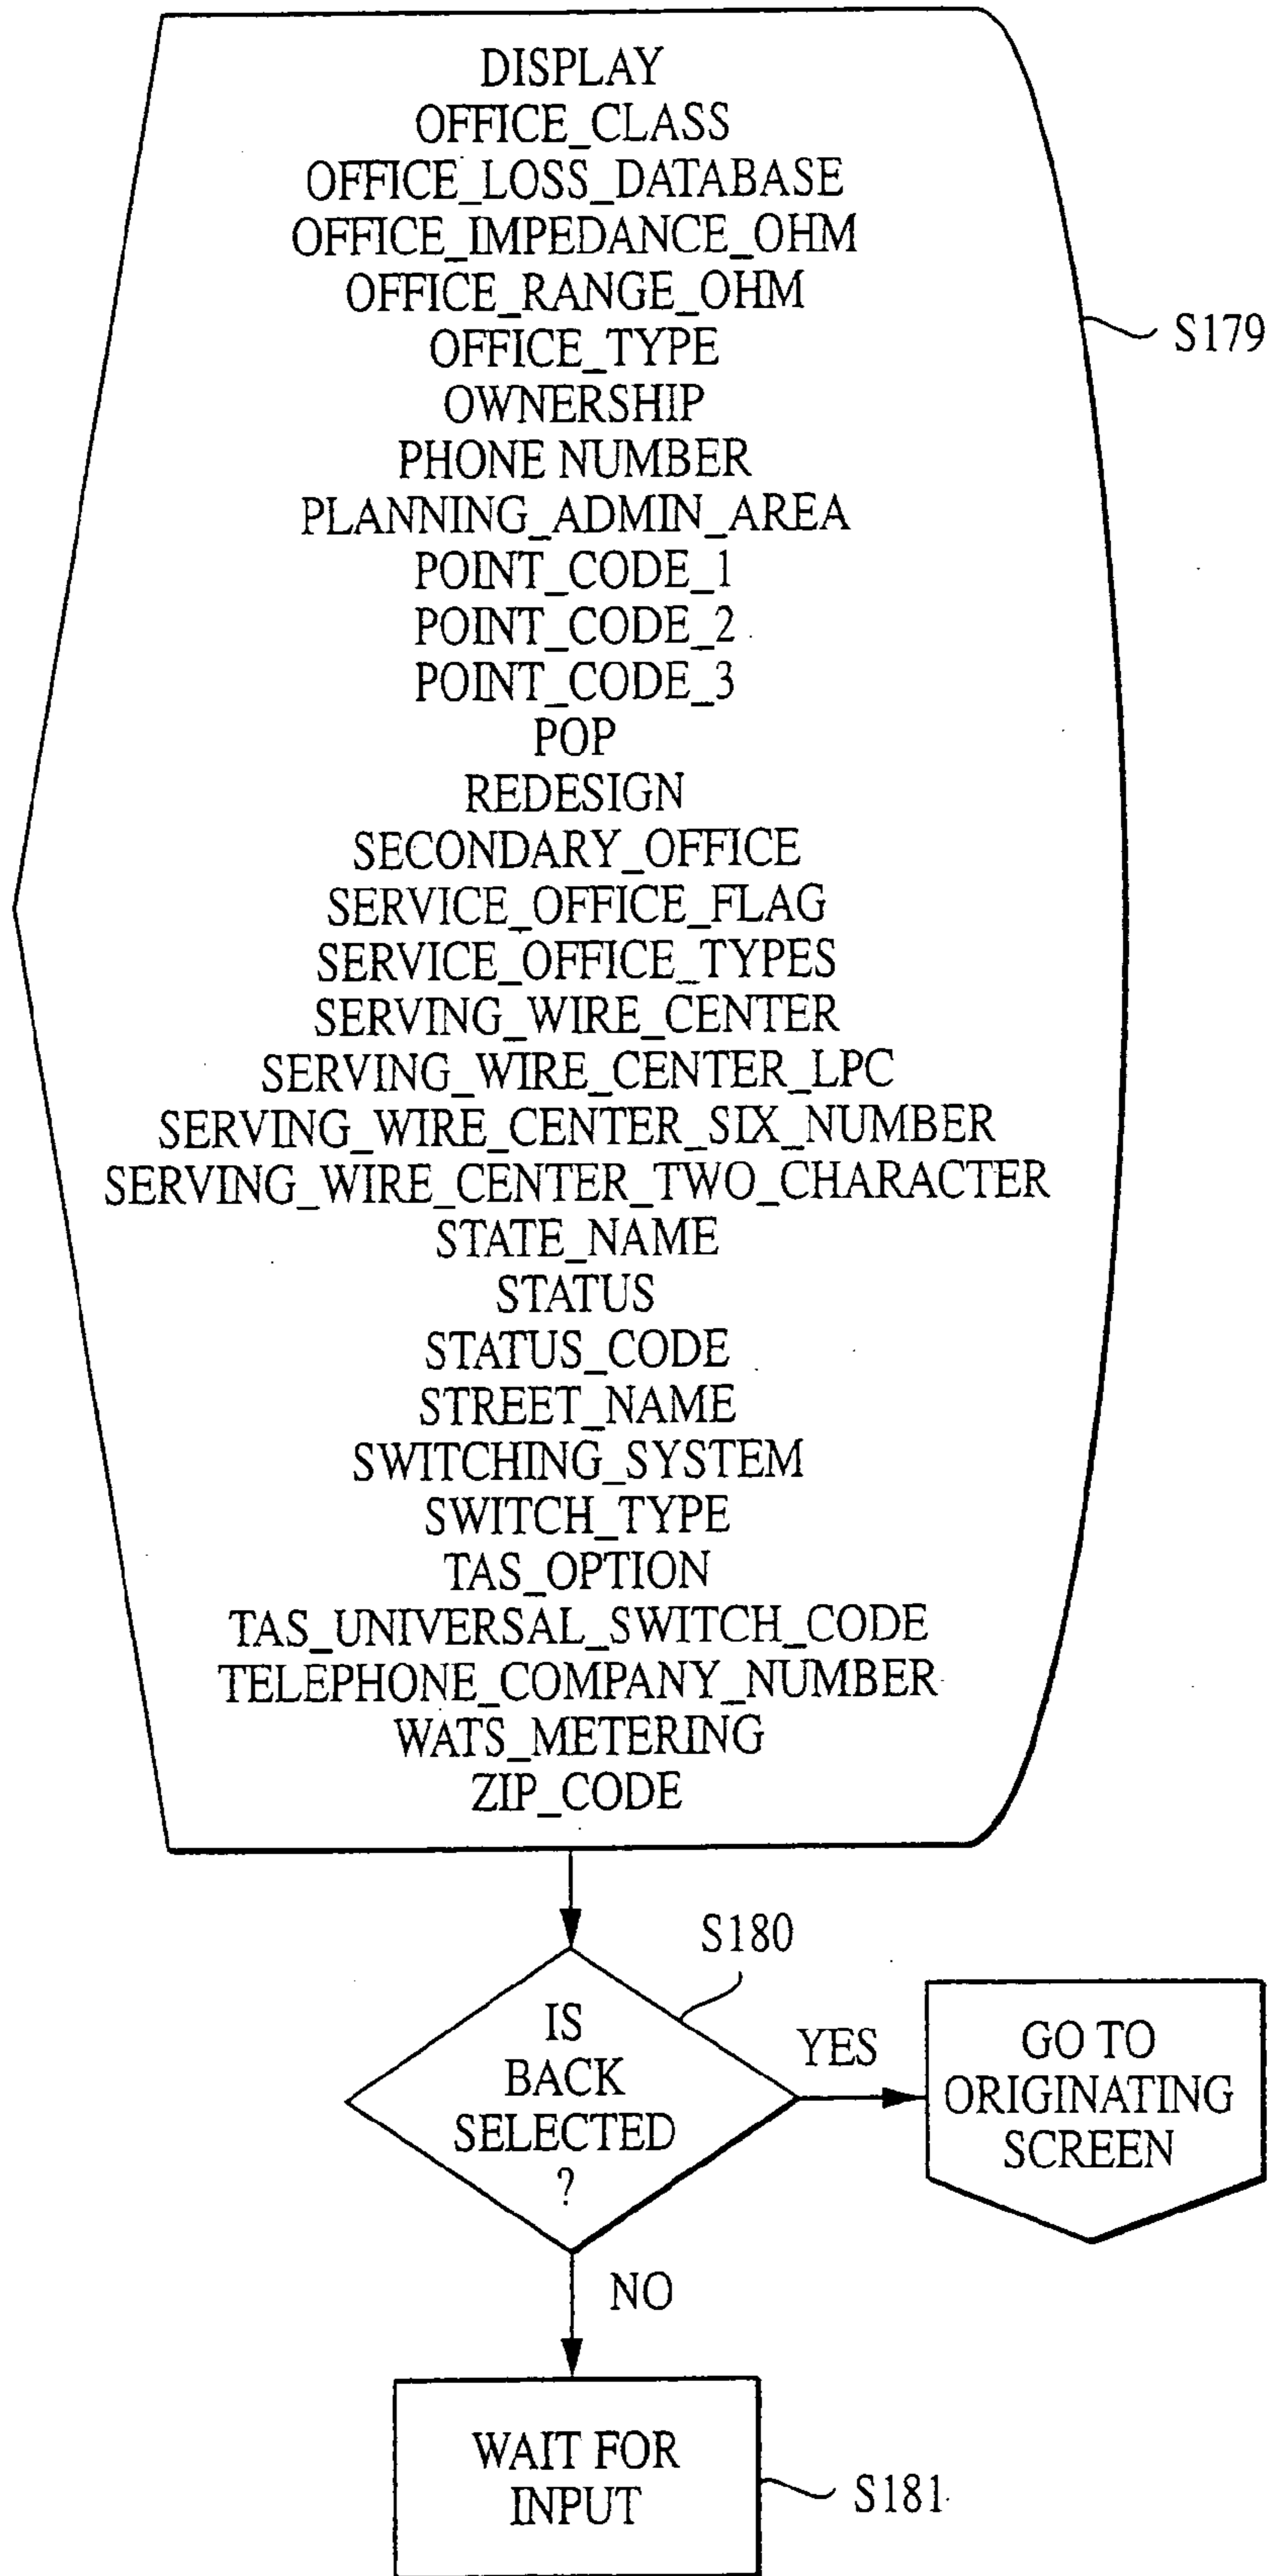 DISPLAY
OFFICE_CLASS
OFFICE_LOSS_DATABASE
OFFICE_IMPEDANCE_OHM
OFFICE_RANGE_OHM
OFFICE_TYPE
OWNERSHIP
PHONE NUMBER
PLANNING_ADMIN_AREA
POINT_CODE_1
POINT_CODE_2
POINT_CODE_3
POP
REDESIGN
SECONDARY_OFFICE
SERVICE_OFFICE_FLAG
SERVICE_OFFICE_TYPES
SERVING_WIRE_CENTER
SERVING_WIRE_CENTER_LPC
SERVING_WIRE_CENTER_SIX_NUMBER
SERVING_WIRE_CENTER_TWO_CHARACTER
STATE_NAME
STATUS
STATUS_CODE
STREET_NAME
SWITCHING_SYSTEM
SWITCH_TYPE
TAS_OPTION
TAS_UNIVERSAL_SWITCH_CODE
TELEPHONE_COMPANY_NUMBER
WATS_METERING
ZIP_CODE
S179
S180
IS
BACK
SELECTED
?
YES
GO TO
ORIGINATING
SCREEN
NO
WAIT FOR
INPUT
S181